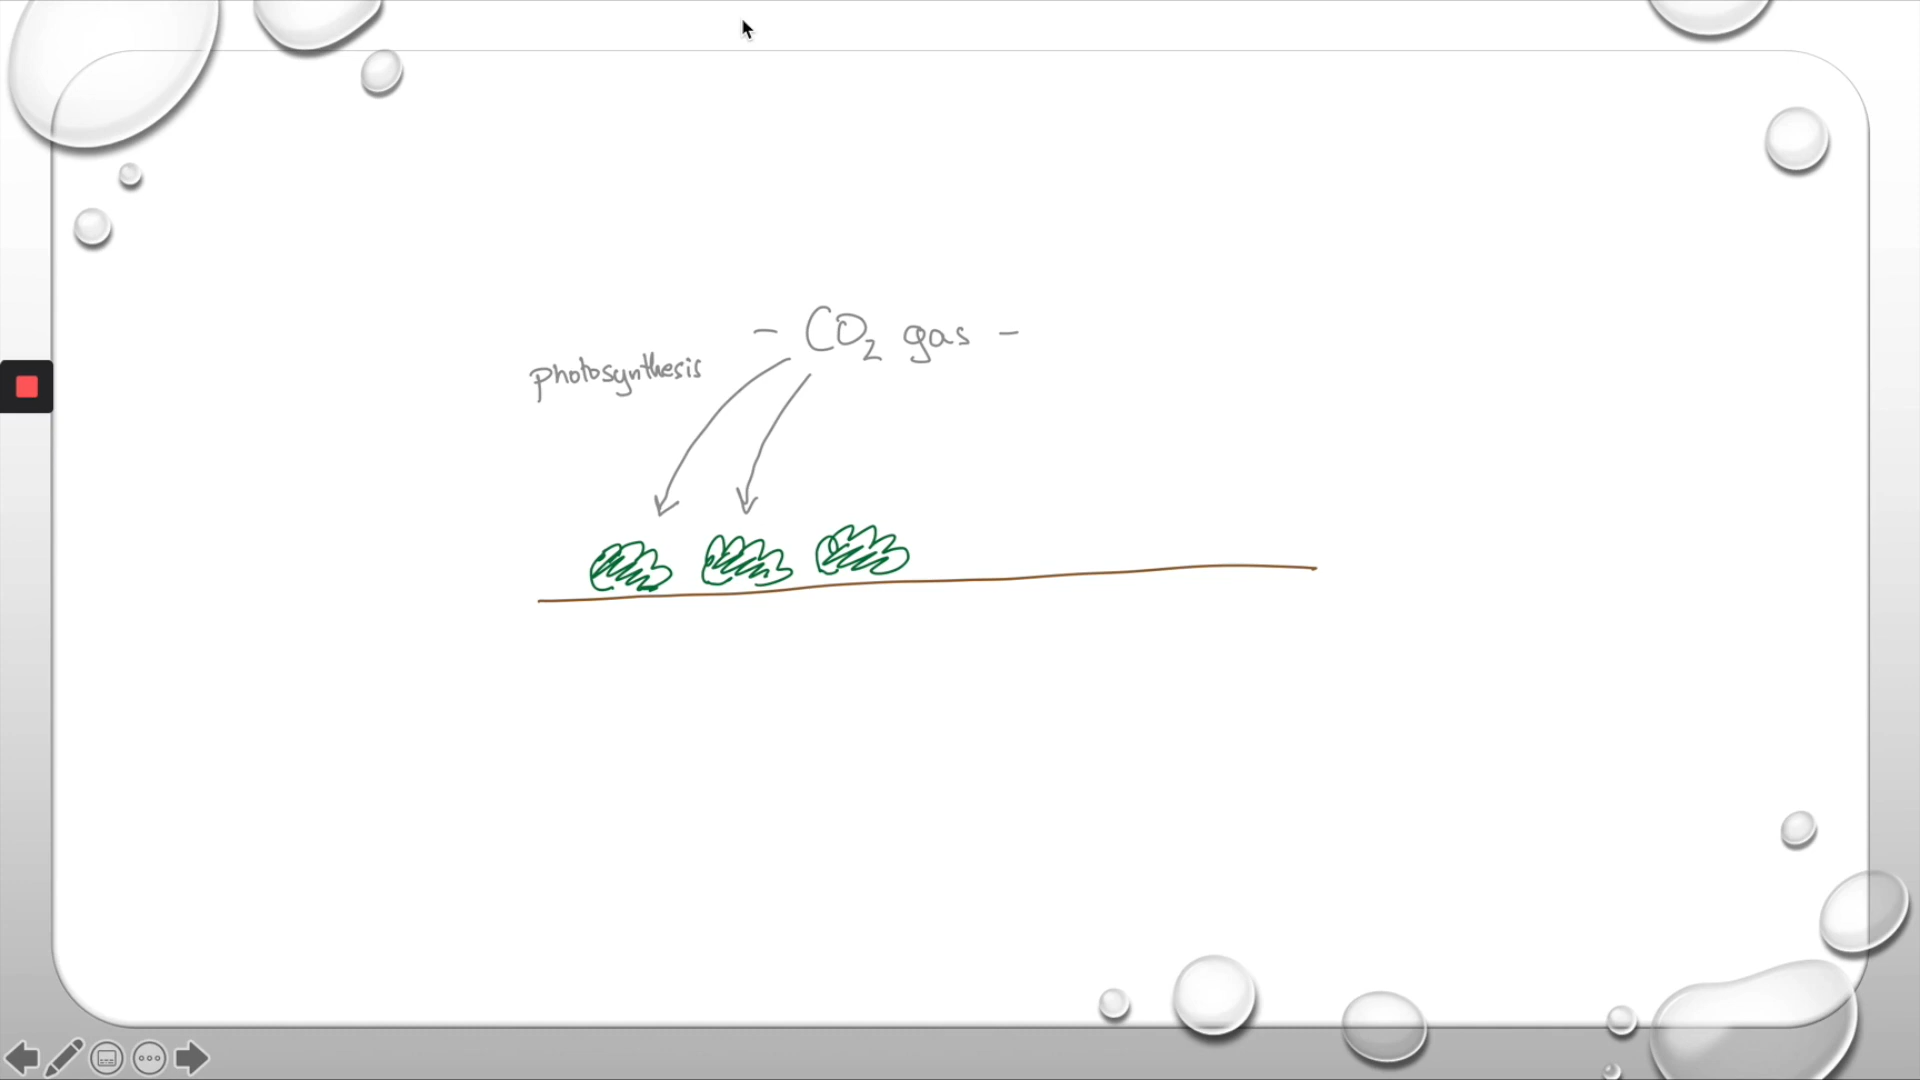 - CO₂ gas -
photosynthesis